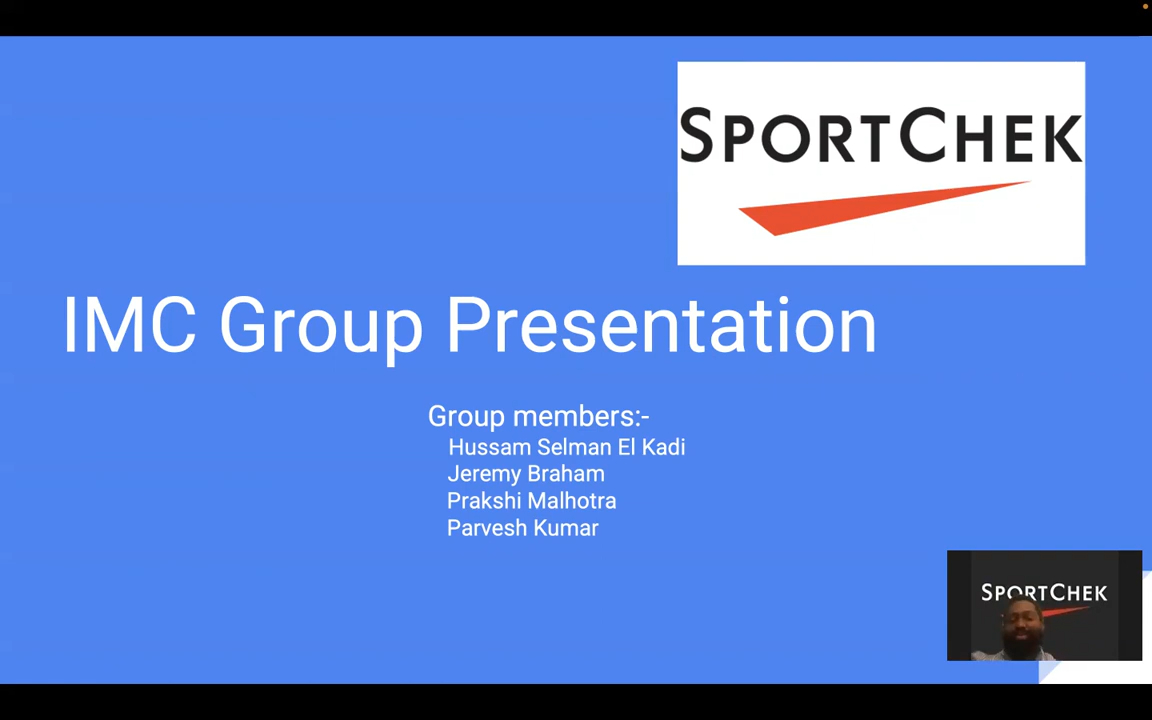 SPORTCHEK
IMC Group Presentation
Group members:-
Hussam Selman El Kadi
Jeremy Braham
Prakshi Malhotra
Parvesh Kumar
SPORTCHEK